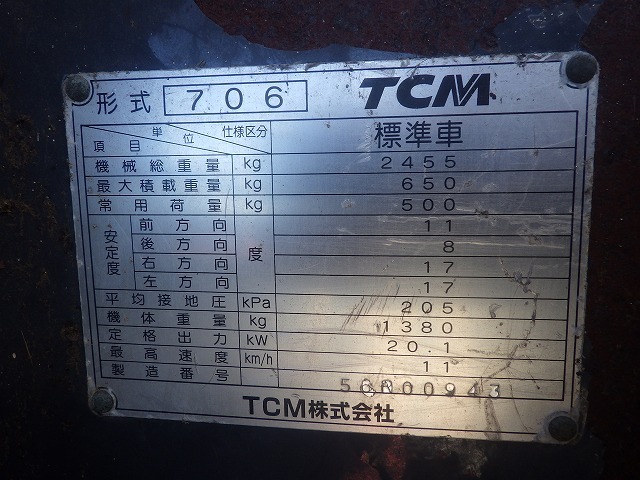 形式 706 TCM
項目 単位 仕様区分 標準車
機械総重量 kg 2455
最大積載重量 kg 650
常用荷重 kg 500
安定度 前方向 度 11
後方向 8
右方向 17
左方向 17
平均接地圧 kPa 205
機体重量 kg 1380
定格出力 kW 20.1
最高速度 km/h 11
製造番号 56R00943
TCM株式会社